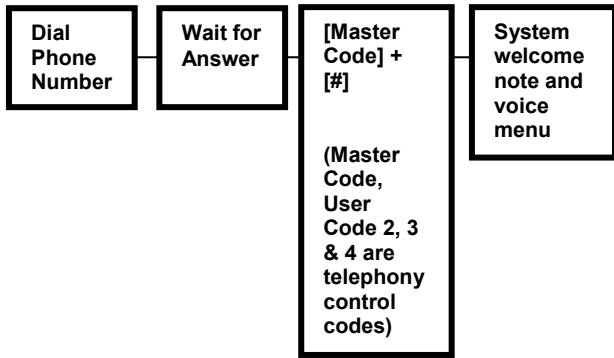 Dial
Phone
Number
Wait for
Answer
[Master
Code] +
[#]
(Master
Code,
User
Code 2, 3
& 4 are
telephony
control
codes)
System
welcome
note and
voice
menu